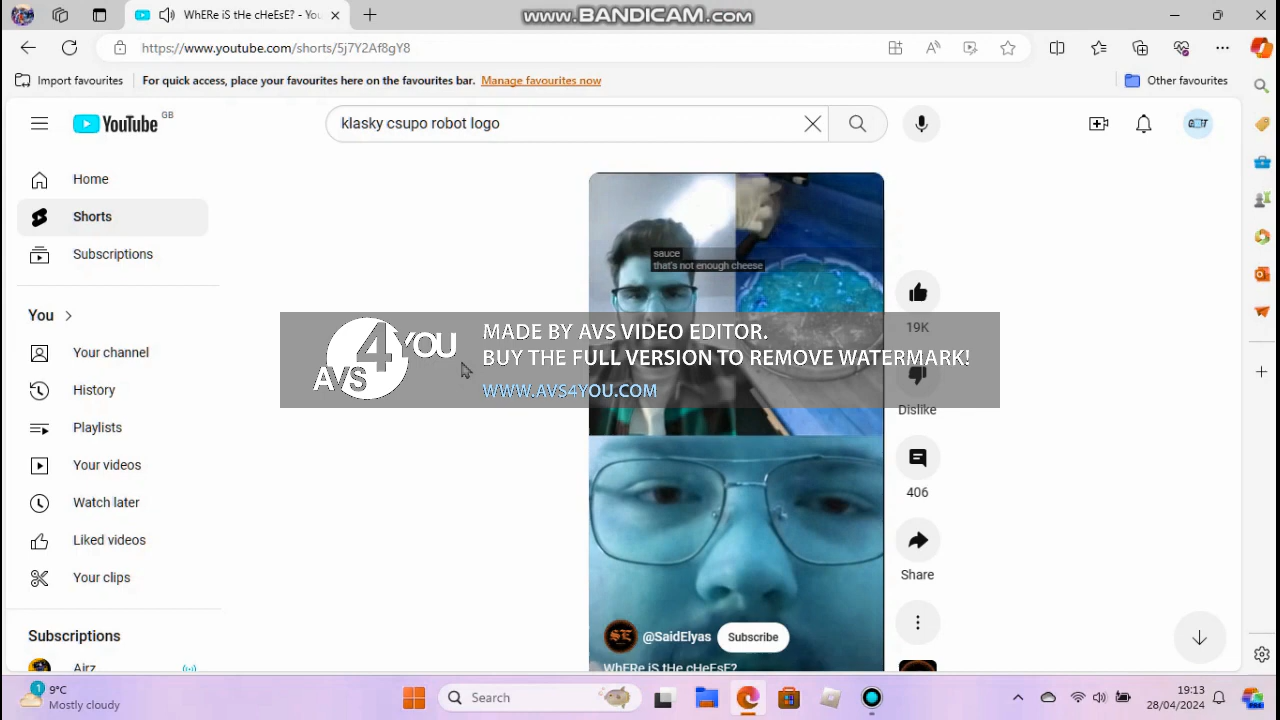 WhERe iS tHe cHeEsE? - You
www.BANDICAM.com
https://www.youtube.com/shorts/5j7Y2Af8gY8
Import favourites
For quick access, place your favourites here on the favourites bar. Manage favourites now
Other favourites
YouTube GB
klasky csupo robot logo
Home
Shorts
Subscriptions
You
Your channel
History
Playlists
Your videos
Watch later
Liked videos
Your clips
Subscriptions
Airz
sauce
that's not enough cheese
AVS4YOU
MADE BY AVS VIDEO EDITOR.
BUY THE FULL VERSION TO REMOVE WATERMARK!
WWW.AVS4YOU.COM
19K
Dislike
406
Share
SE
@SaidElyas
Subscribe
WhERe iS tHe cHeEsE?
1
9°C
Mostly cloudy
Search
PRE
19:13
28/04/2024